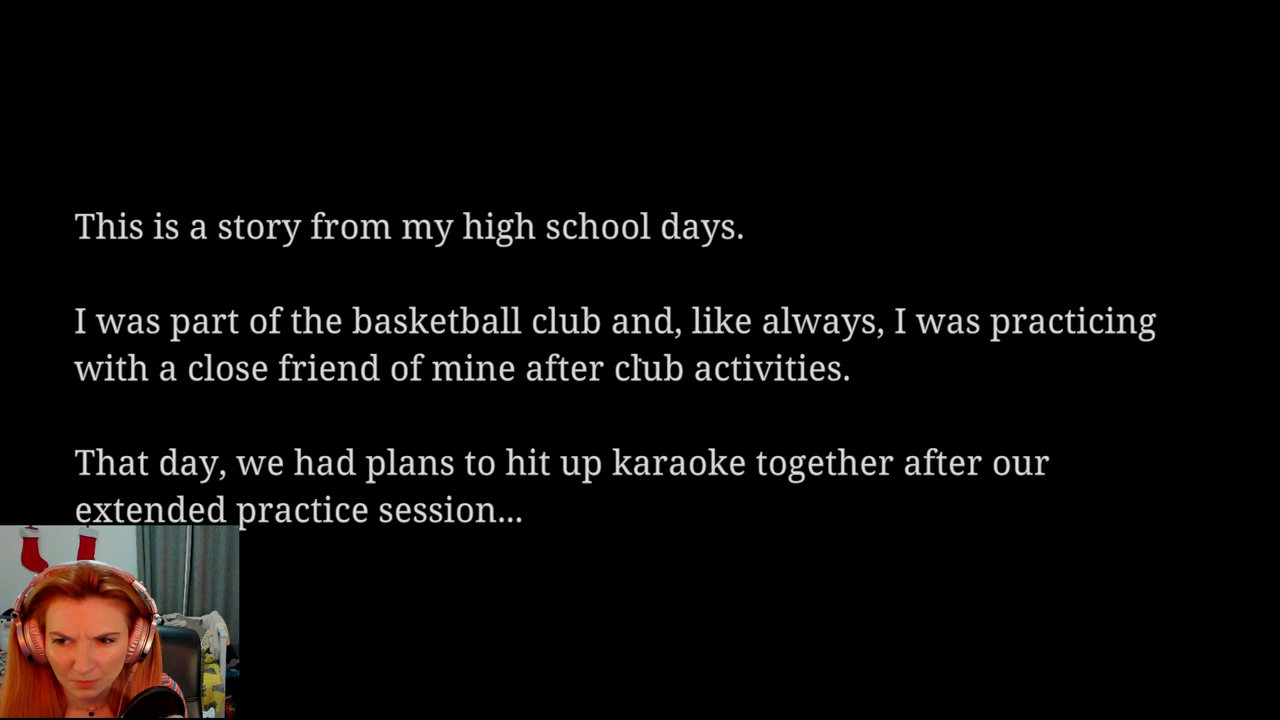 This is a story from my high school days.
I was part of the basketball club and, like always, I was practicing
with a close friend of mine after club activities.
That day, we had plans to hit up karaoke together after our
extended practice session...